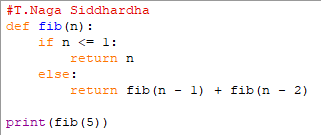 #T.Naga Siddhardha
def fib(n):
    if n <= 1:
        return n
    else:
        return fib(n - 1) + fib(n - 2)

print(fib(5))